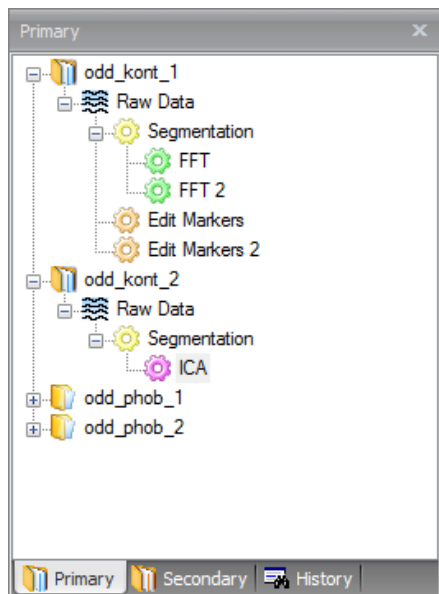 Primary
odd_kont_1
Raw Data
Segmentation
FFT
FFT 2
Edit Markers
Edit Markers 2
odd_kont_2
Raw Data
Segmentation
ICA
odd_phob_1
odd_phob_2
Primary Secondary History